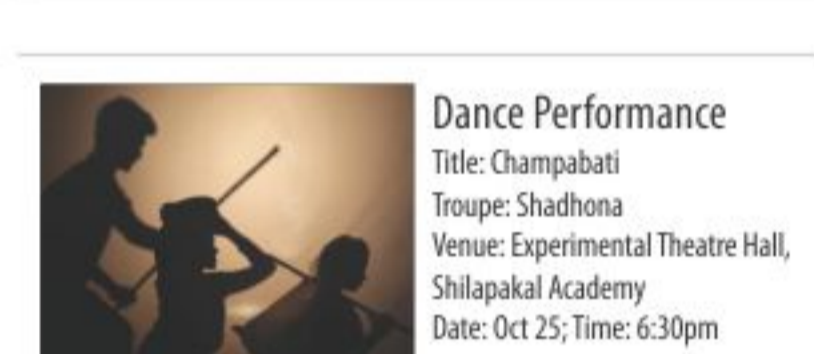 Dance Performance
Title: Champabati
Troupe: Shadhona
Venue: Experimental Theatre Hall,
Shilapakal Academy
Date: Oct 25; Time: 6:30pm